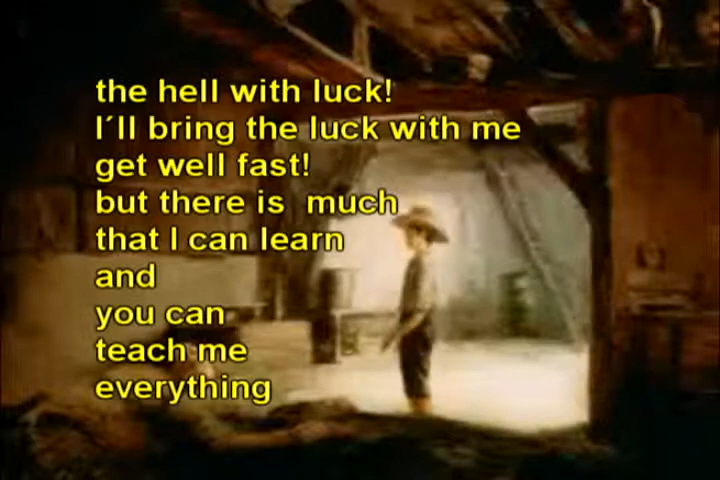 the hell with luck!
I´ll bring the luck with me
get well fast!
but there is  much
that I can learn
and
you can
teach me
everything